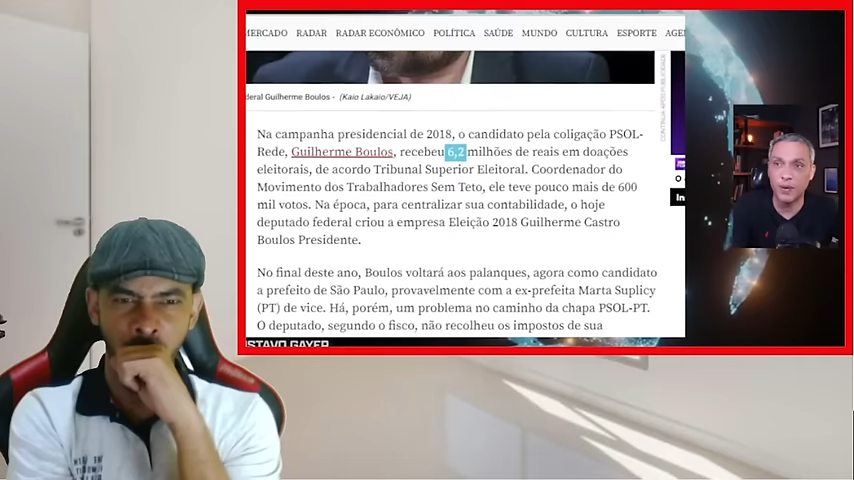 MERCADO RADAR RADAR ECONÔMICO POLÍTICA SAÚDE MUNDO CULTURA ESPORTE AGE
deral Guilherme Boulos - (Kaio Lakaio/VEJA)
CONTINUA APÓS PUBLICIDADE
Na campanha presidencial de 2018, o candidato pela coligação PSOL-
Rede, Guilherme Boulos, recebeu 6,2 milhões de reais em doações
eleitorais, de acordo Tribunal Superior Eleitoral. Coordenador do
Movimento dos Trabalhadores Sem Teto, ele teve pouco mais de 600
mil votos. Na época, para centralizar sua contabilidade, o hoje
deputado federal criou a empresa Eleição 2018 Guilherme Castro
Boulos Presidente.
No final deste ano, Boulos voltará aos palanques, agora como candidato
a prefeito de São Paulo, provavelmente com a ex-prefeita Marta Suplicy
(PT) de vice. Há, porém, um problema no caminho da chapa PSOL-PT.
O deputado, segundo o fisco, não recolheu os impostos de sua
O
In
GUSTAVO GAYER